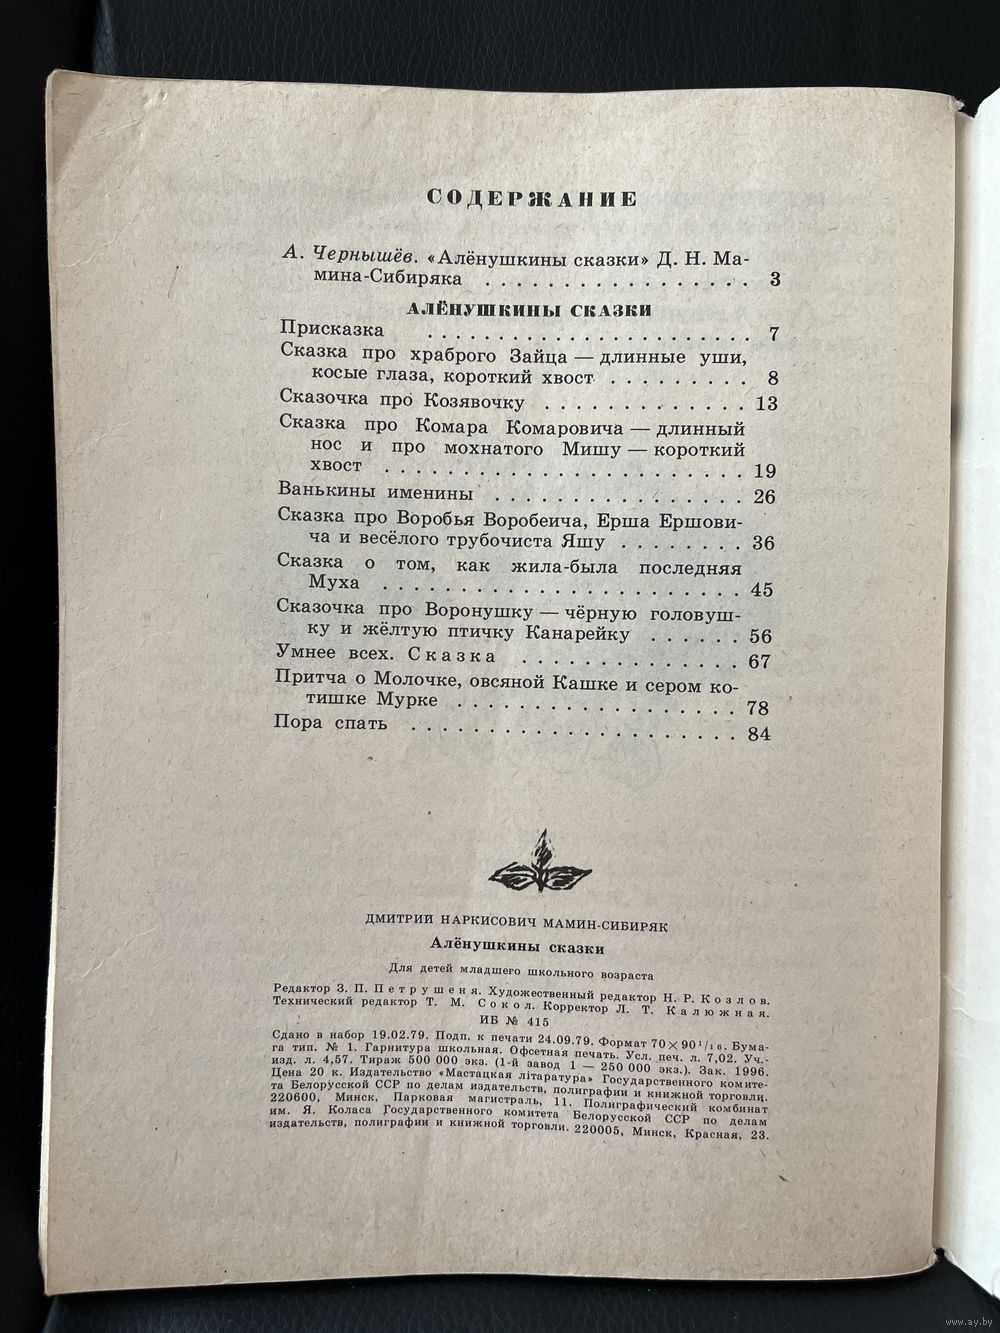 СОДЕРЖАНИЕ
А. Чернышёв. «Алёнушкины сказки» Д. Н. Ма-
мина-Сибиряка . . . . . . . . . . . . . . . . . 3
АЛЁНУШКИНЫ СКАЗКИ
Присказка . . . . . . . . . . . . . . . . . . . . . 7
Сказка про храброго Зайца — длинные уши,
косые глаза, короткий хвост . . . . . . . . . 8
Сказочка про Козявочку . . . . . . . . . . . . . 13
Сказка про Комара Комаровича — длинный
нос и про мохнатого Мишу — короткий
хвост . . . . . . . . . . . . . . . . . . . . . . . 19
Ванькины именины . . . . . . . . . . . . . . . . 26
Сказка про Воробья Воробеича, Ерша Ершови-
ча и весёлого трубочиста Яшу . . . . . . . . 36
Сказка о том, как жила-была последняя
Муха . . . . . . . . . . . . . . . . . . . . . . . 45
Сказочка про Воронушку — чёрную головуш-
ку и жёлтую птичку Канарейку . . . . . . 56
Умнее всех. Сказка . . . . . . . . . . . . . . 67
Притча о Молочке, овсяной Кашке и сером ко-
тишке Мурке . . . . . . . . . . . . . . . . . . 78
Пора спать . . . . . . . . . . . . . . . . . . . . . 84
ДМИТРИЙ НАРКИСОВИЧ МАМИН-СИБИРЯК
Алёнушкины сказки
Для детей младшего школьного возраста
Редактор З. П. Петрушеня. Художественный редактор Н. Р. Козлов.
Технический редактор Т. М. Сокол. Корректор Л. Т. Калюжная.
ИБ № 415
Сдано в набор 19.02.79. Подп. к печати 24.09.79. Формат 70×90 1/16. Бума-
га тип. № 1. Гарнитура школьная. Офсетная печать. Усл. печ. л. 7,02. Уч.-
изд. л. 4,57. Тираж 500 000 экз. (1-й завод 1 — 250 000 экз.). Зак. 1996.
Цена 20 к. Издательство «Мастацкая літаратура» Государственного комите-
та Белорусской ССР по делам издательств, полиграфии и книжной торговли.
220600, Минск, Парковая магистраль, 11. Полиграфический комбинат
им. Я. Коласа Государственного комитета Белорусской ССР по делам
издательств, полиграфии и книжной торговли. 220005, Минск, Красная, 23.
www.ay.by